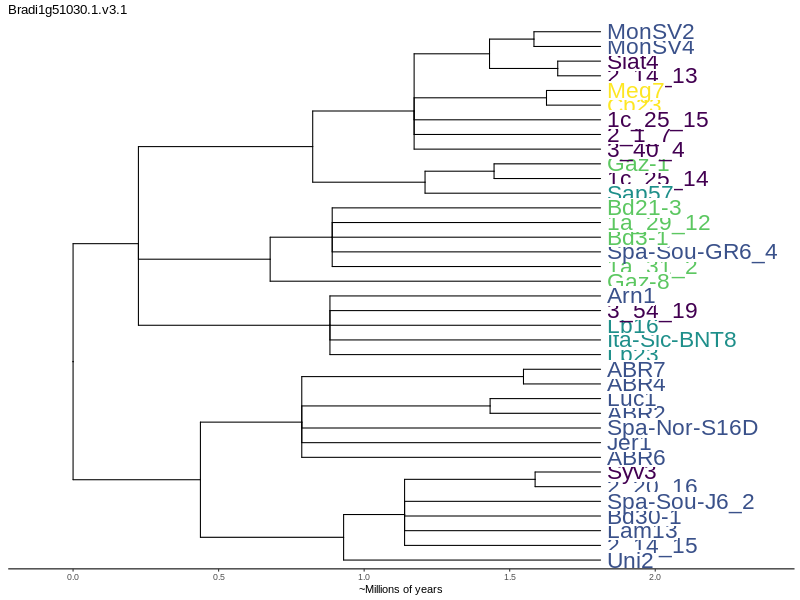 Bradi1g51030.1.v3.1
MonSV2
MonSV4
Siat4
2_14_13
Meg7
Cb23
1c_25_15
2_1_7
3_40_4
Gaz-1
1c_25_14
Sap57
Bd21-3
1a_29_12
Bd3-1
Spa-Sou-GR6_4
1a_31_2
Gaz-8
Arn1
3_54_19
Lb16
Ita-Sic-BNT8
Lb23
ABR7
ABR4
Luc1
ABR2
Spa-Nor-S16D
Jer1
ABR6
Syv3
2_20_16
Spa-Sou-J6_2
Bd30-1
Lam13
2_14_15
Uni2
0.0 0.5 1.0 1.5 2.0
~Millions of years